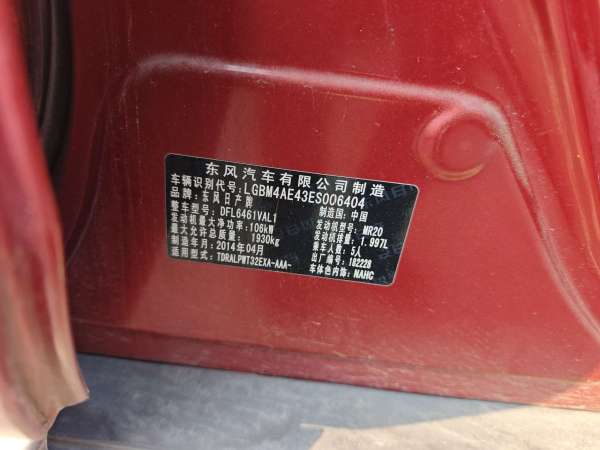 东风汽车有限公司制造
车辆识别代号: LGBM4AE43ES006404
品牌: 东风日产牌 制造国: 中国
整车型号: DFL6461VAL1 发动机型号: MR20
发动机最大净功率: 106kW 发动机排量: 1.997L
最大允许总质量: 1930kg 乘车人数: 5人
制造年月: 2014年04月 出厂编号: 182228
适用型号: TDRALPWT32EXA-AAA- 车体色内饰: NAHC